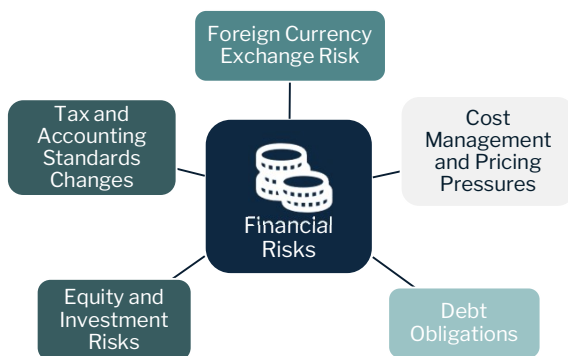 Foreign Currency
Exchange Risk
Tax and
Accounting
Standards
Changes
Cost
Management
and Pricing
Pressures
Financial
Risks
Equity and
Investment
Risks
Debt
Obligations